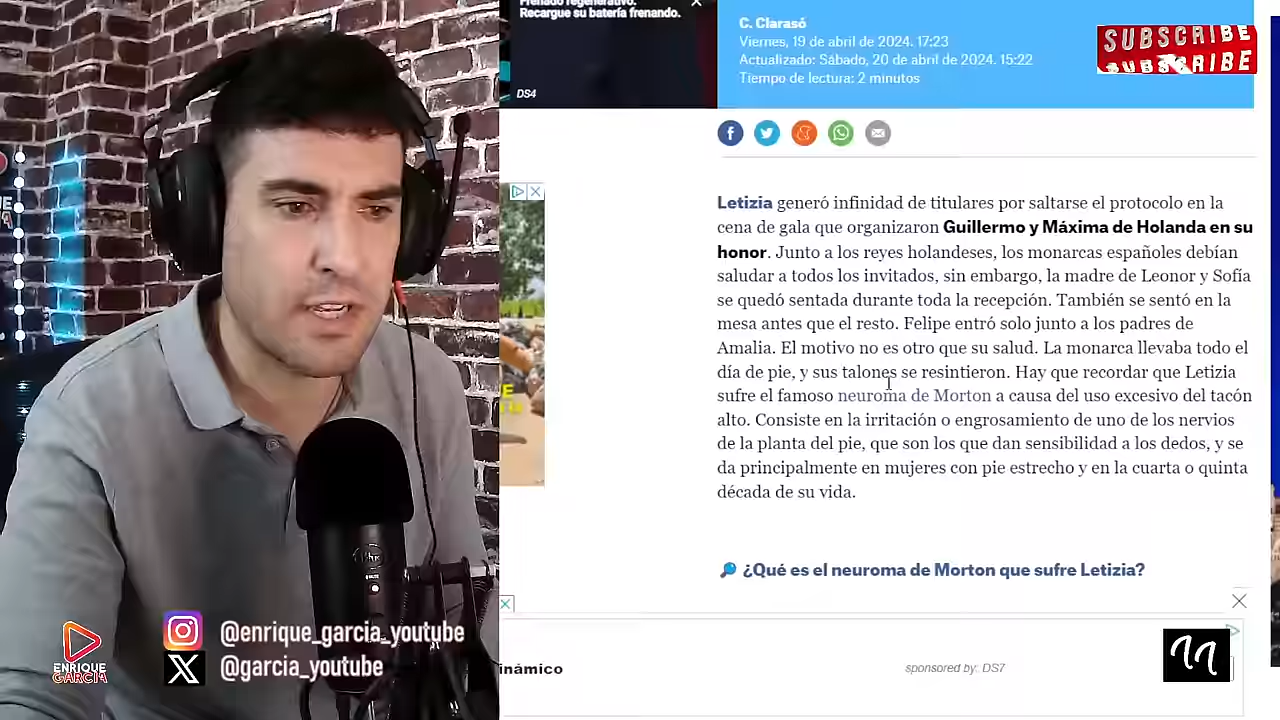 Frenado regenerativo.
Recargue su batería frenando.
DS4
C. Clarasó
Viernes, 19 de abril de 2024. 17:23
Actualizado: Sábado, 20 de abril de 2024. 15:22
Tiempo de lectura: 2 minutos
SUBSCRIBE
SUBSCRIBE
Letizia generó infinidad de titulares por saltarse el protocolo en la
cena de gala que organizaron Guillermo y Máxima de Holanda en su
honor. Junto a los reyes holandeses, los monarcas españoles debían
saludar a todos los invitados, sin embargo, la madre de Leonor y Sofía
se quedó sentada durante toda la recepción. También se sentó en la
mesa antes que el resto. Felipe entró solo junto a los padres de
Amalia. El motivo no es otro que su salud. La monarca llevaba todo el
día de pie, y sus talones se resintieron. Hay que recordar que Letizia
sufre el famoso neuroma de Morton a causa del uso excesivo del tacón
alto. Consiste en la irritación o engrosamiento de uno de los nervios
de la planta del pie, que son los que dan sensibilidad a los dedos, y se
da principalmente en mujeres con pie estrecho y en la cuarta o quinta
década de su vida.
¿Qué es el neuroma de Morton que sufre Letizia?
inámico
sponsored by: DS7
@enrique_garcia_youtube
@garcia_youtube
ENRIQUE
GARCIA